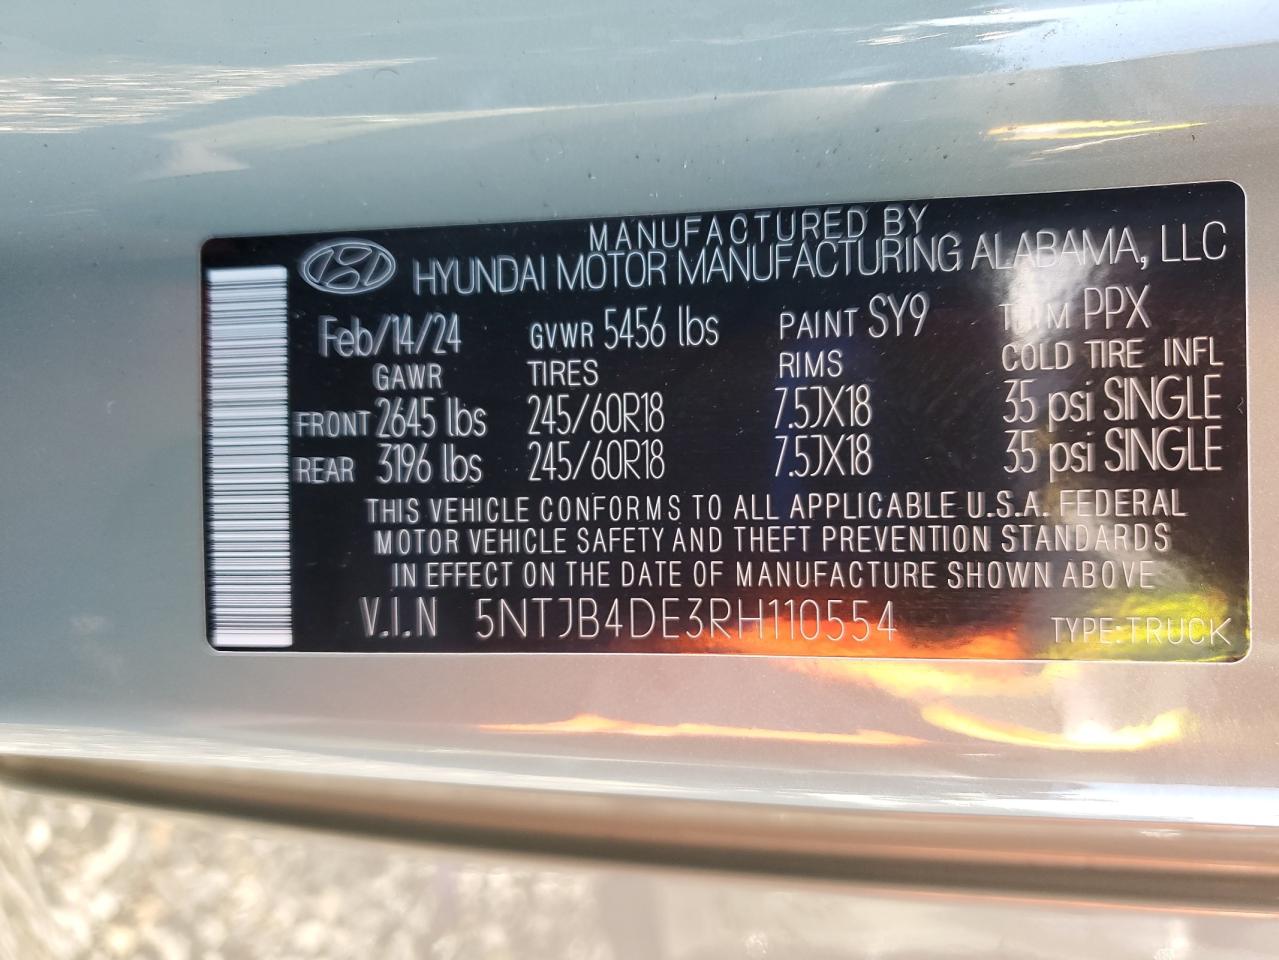 MANUFACTURED BY
HYUNDAI MOTOR MANUFACTURING ALABAMA, LLC
Feb/14/24 GVWR 5456 lbs PAINT SY9 TRIM PPX
GAWR TIRES RIMS COLD TIRE INFL
FRONT 2645 lbs 245/60R18 7.5JX18 35 psi SINGLE
REAR 3196 lbs 245/60R18 7.5JX18 35 psi SINGLE
THIS VEHICLE CONFORMS TO ALL APPLICABLE U.S.A. FEDERAL
MOTOR VEHICLE SAFETY AND THEFT PREVENTION STANDARDS
IN EFFECT ON THE DATE OF MANUFACTURE SHOWN ABOVE
V.I.N 5NTJB4DE3RH110554 TYPE:TRUCK